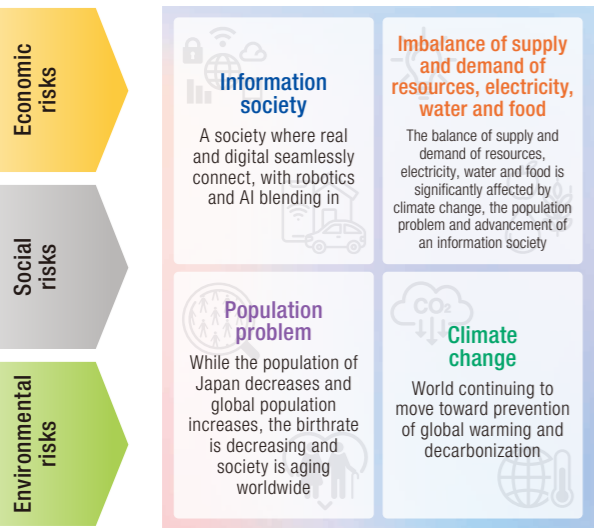 Economic
risks
Social
risks
Environmental
risks
Information
society
A society where real
and digital seamlessly
connect, with robotics
and AI blending in
Imbalance of supply
and demand of
resources, electricity,
water and food
The balance of supply and
demand of resources,
electricity, water and food is
significantly affected by
climate change, the population
problem and advancement of
an information society
Population
problem
While the population of
Japan decreases and
global population
increases, the birthrate
is decreasing and
society is aging
worldwide
CO₂
Climate
change
World continuing to
move toward prevention
of global warming and
decarbonization